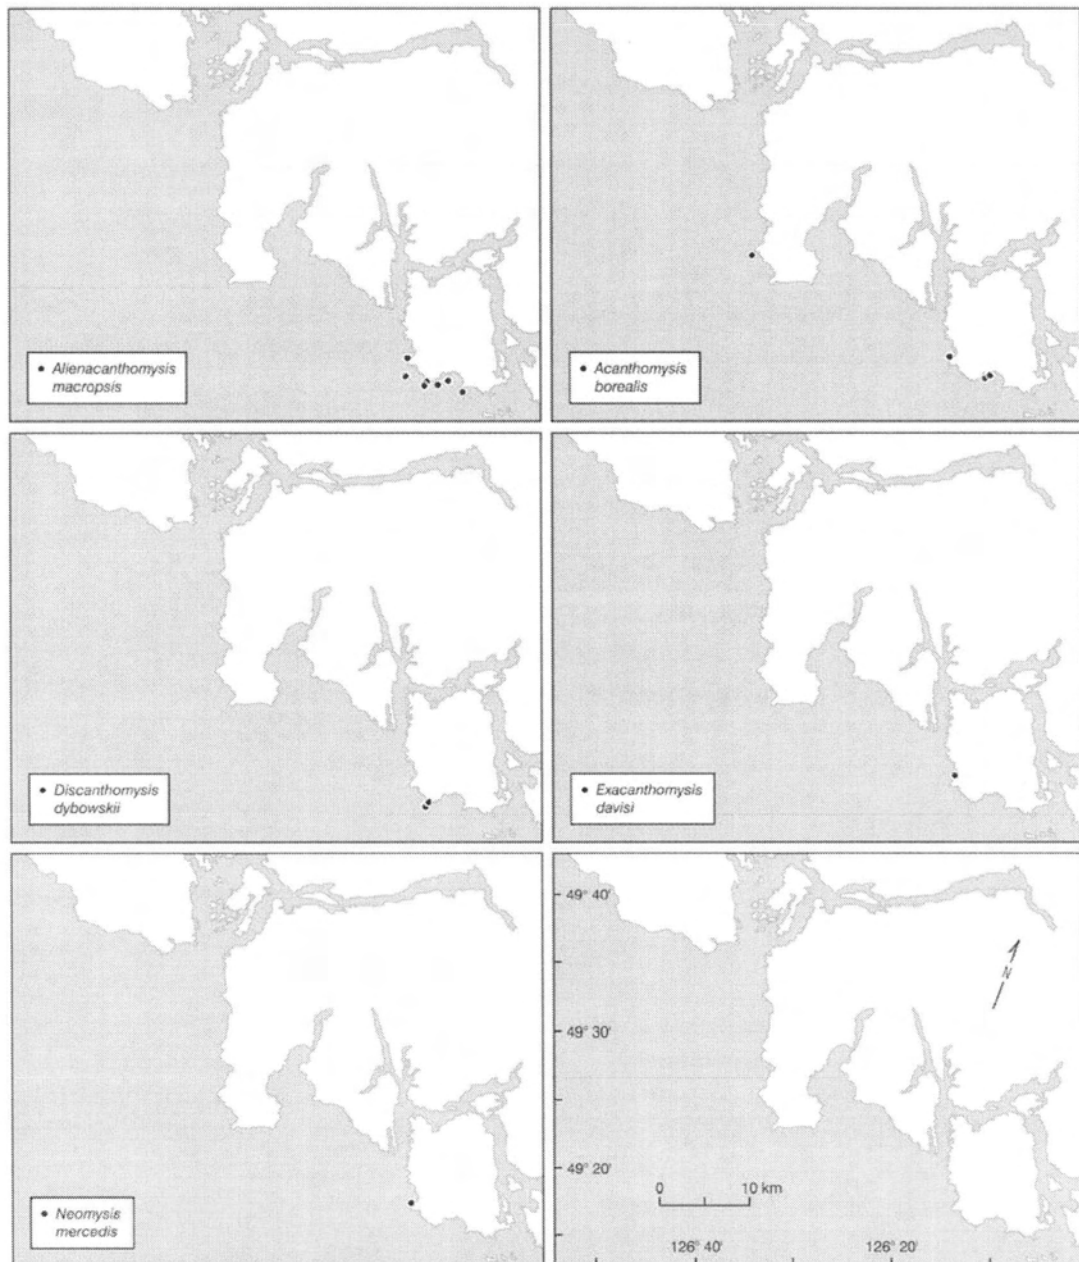 Alienacanthomysis
macropsis
Acanthomysis
borealis
Discanthomysis
dybowskii
Exacanthomysis
davisi
Neomysis
mercedis
49° 40'
N
49° 30'
49° 20'
0 10 km
126° 40' 126° 20'